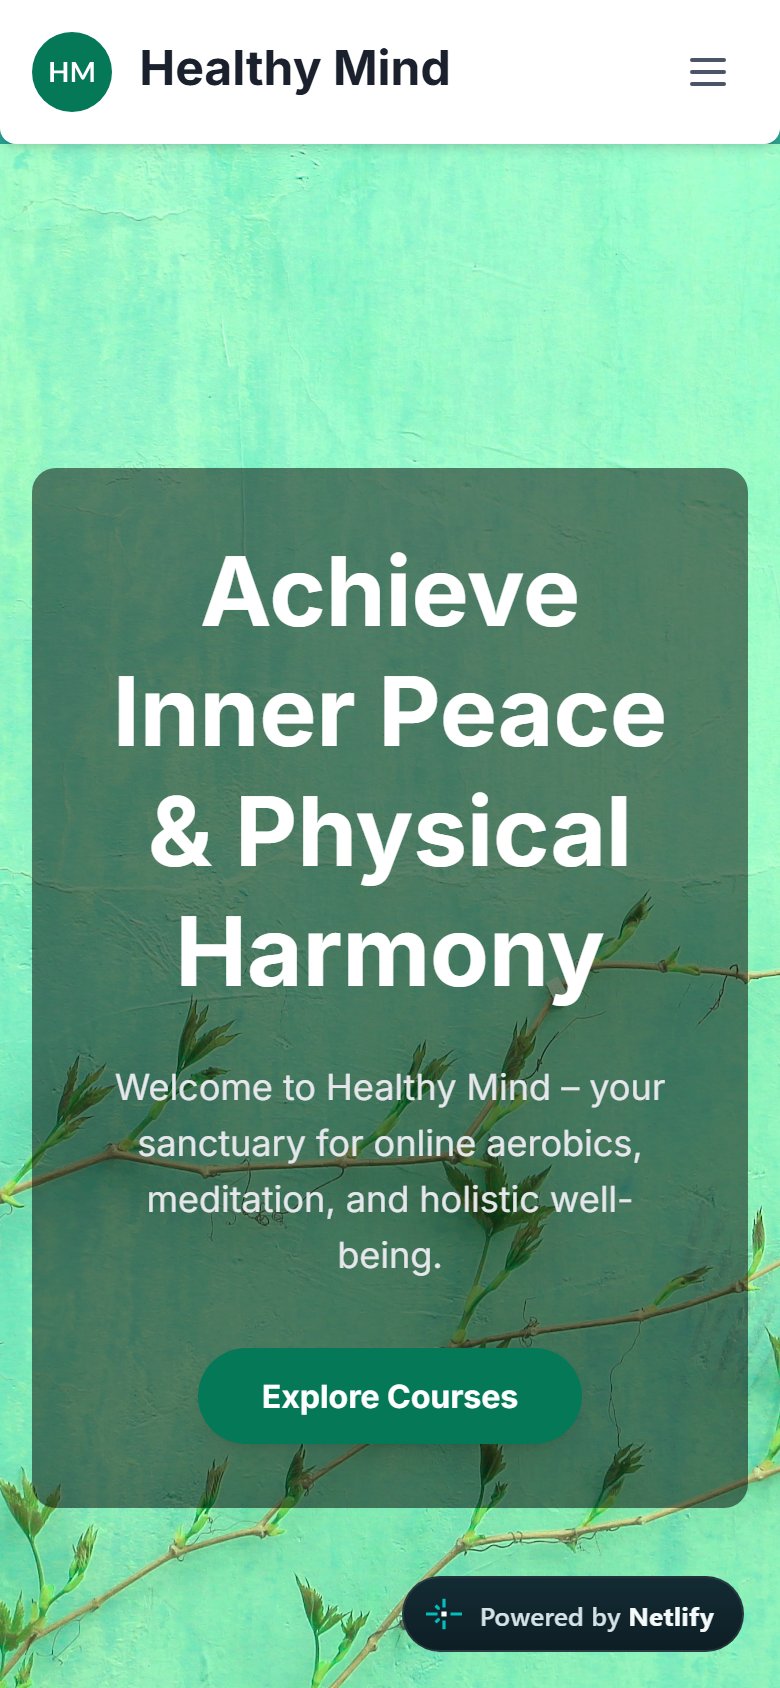 HM
Healthy Mind
Achieve
Inner Peace
& Physical
Harmony
Welcome to Healthy Mind – your
sanctuary for online aerobics,
meditation, and holistic well-
being.
Explore Courses
Powered by Netlify